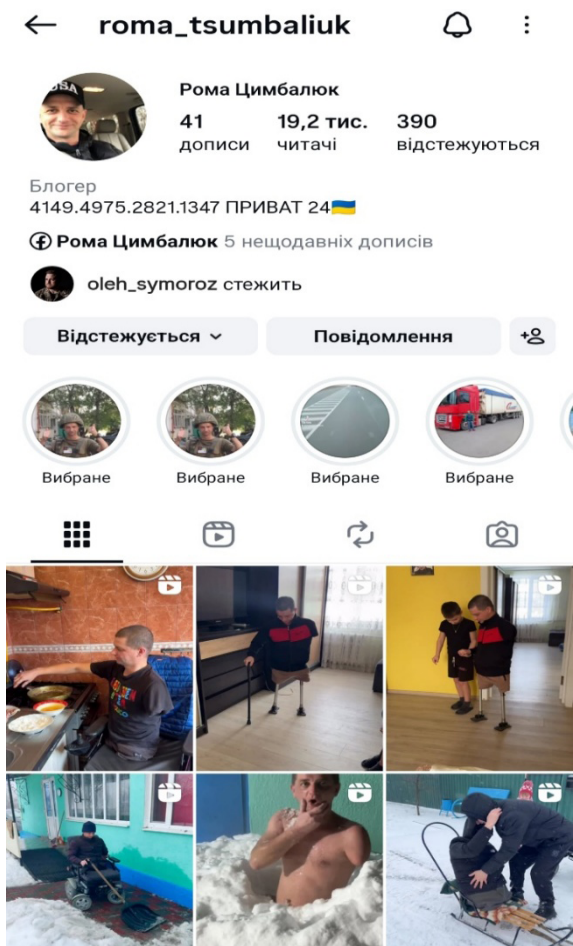 roma_tsumbaliuk
USA
Рома Цимбалюк
41 19,2 тис. 390
дописи читачі відстежуються
Блогер
4149.4975.2821.1347 ПРИВАТ 24🇺🇦
Рома Цимбалюк 5 нещодавніх дописів
oleh_symoroz стежить
Відстежується Повідомлення
Вибране Вибране Вибране Вибране